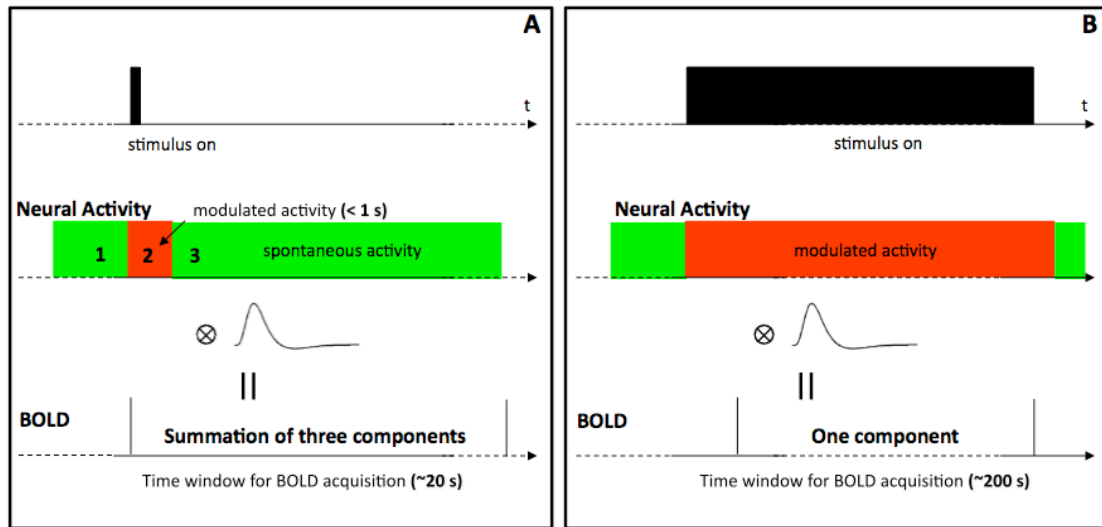 A
t
stimulus on
Neural Activity
modulated activity (< 1 s)
1 2 3 spontaneous activity
⊗
=
BOLD
Summation of three components
Time window for BOLD acquisition (~20 s)
B
t
stimulus on
Neural Activity
modulated activity
⊗
=
BOLD
One component
Time window for BOLD acquisition (~200 s)